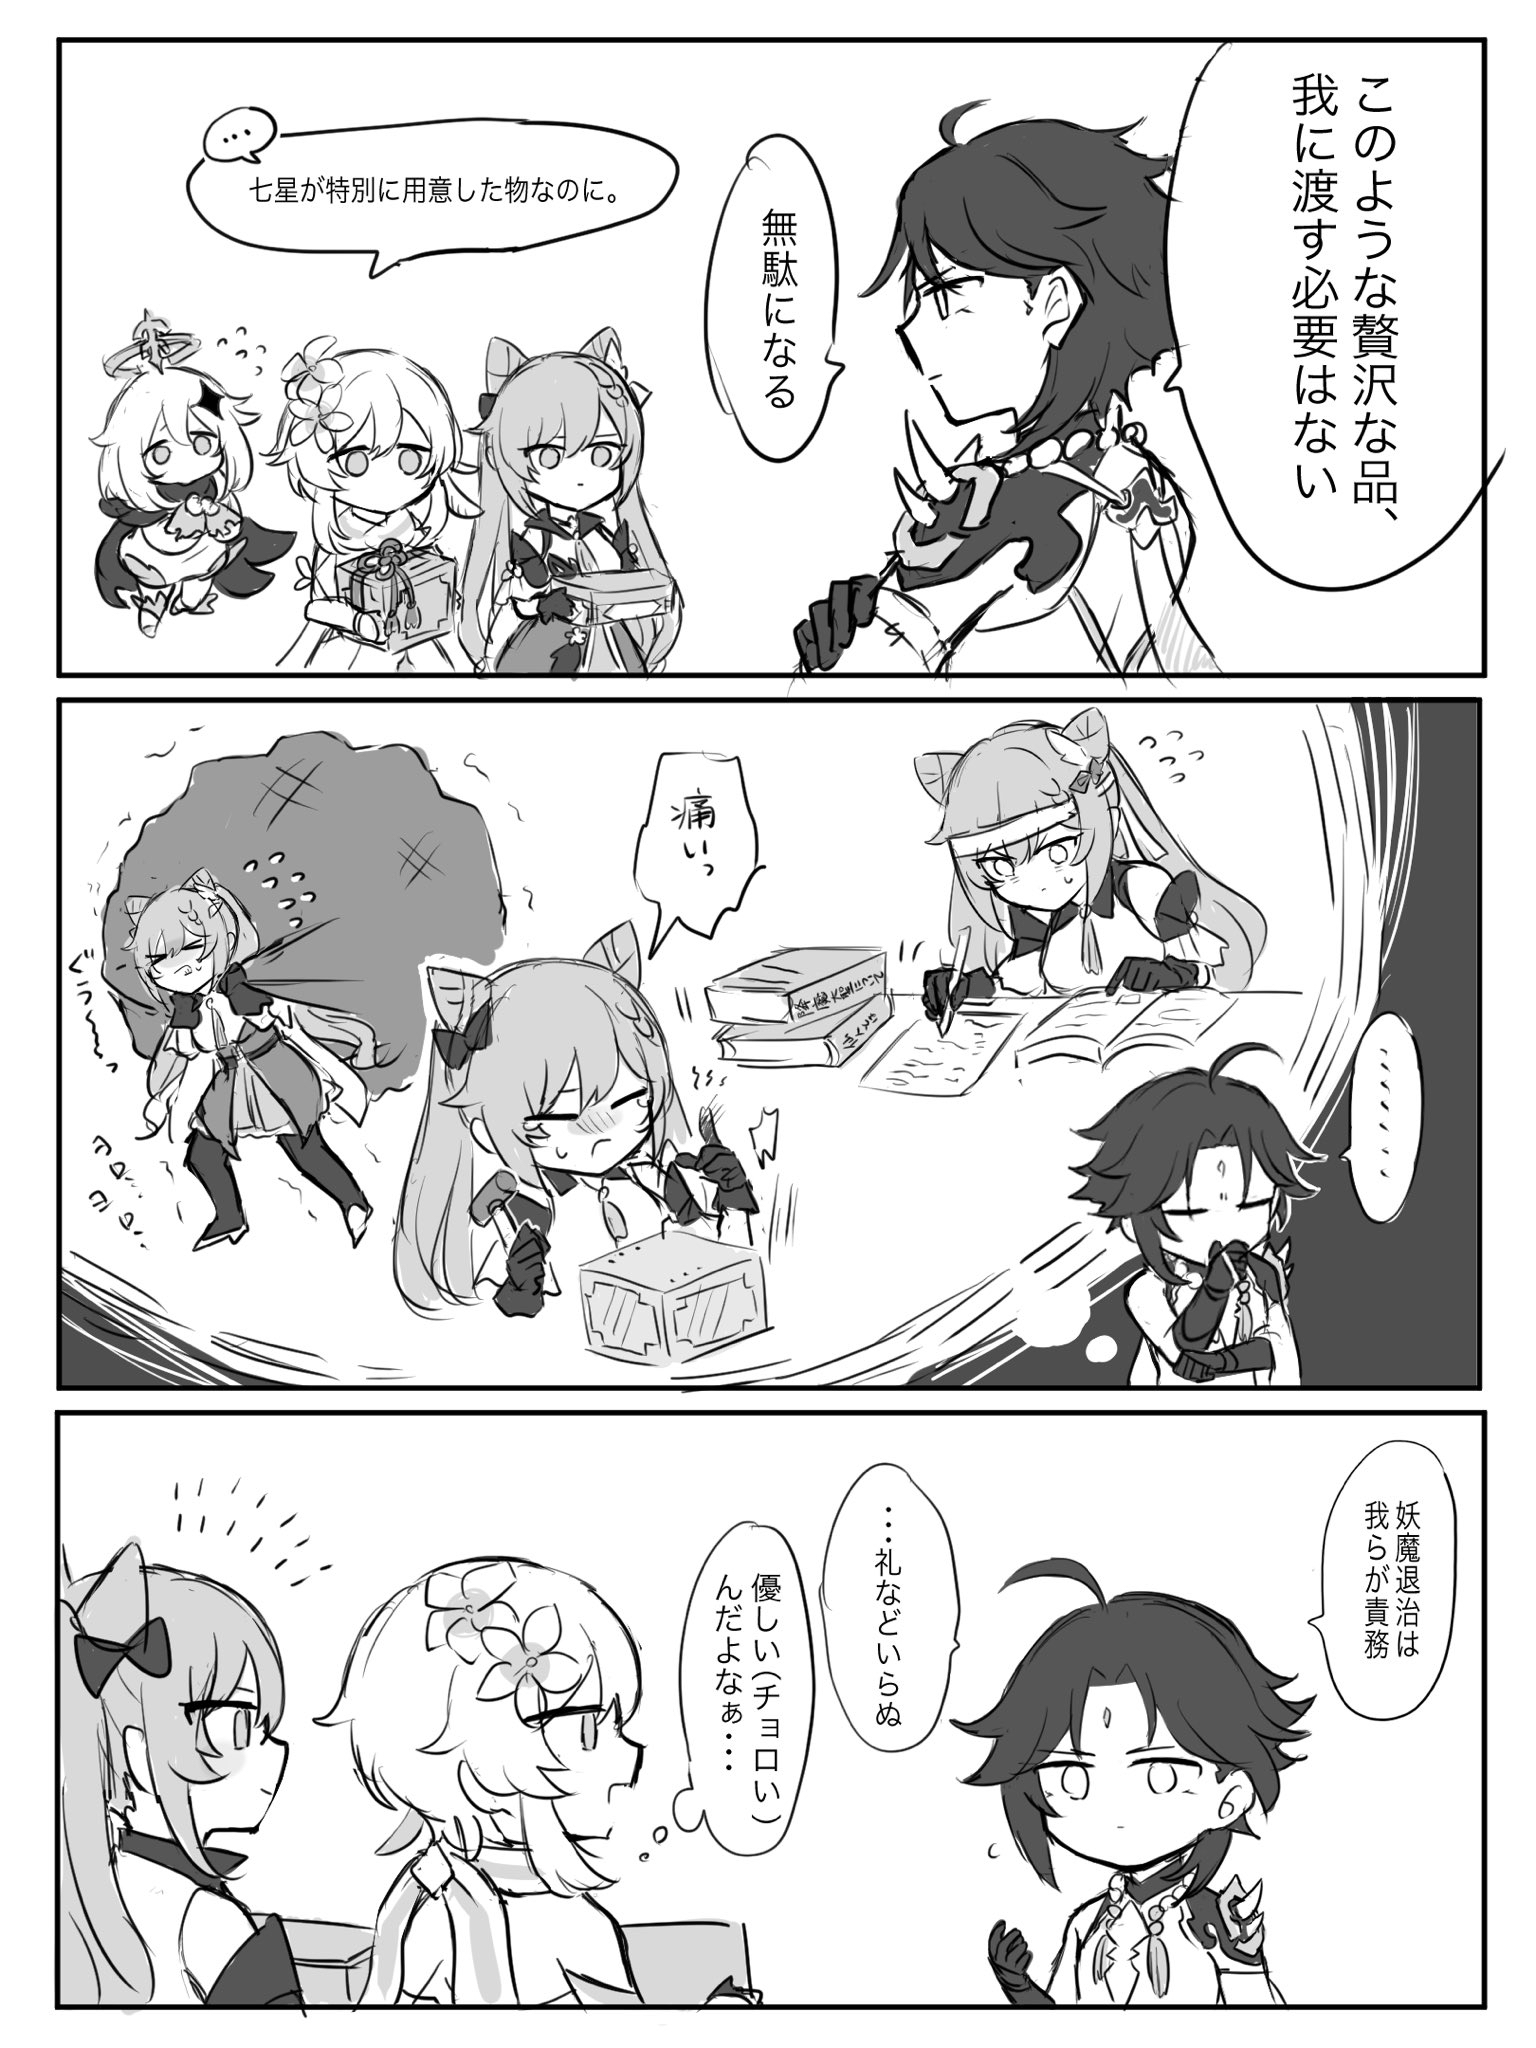 このような贅沢な品、
我に渡す必要はない
無駄になる
…
七星が特別に用意した物なのに。
痛いっ
ぐぅ〜〜っ
ヨロ…
ヨロ…
……
妖魔退治は
我らが責務
…礼などいらぬ
優しい(チョロい)
んだよなぁ…